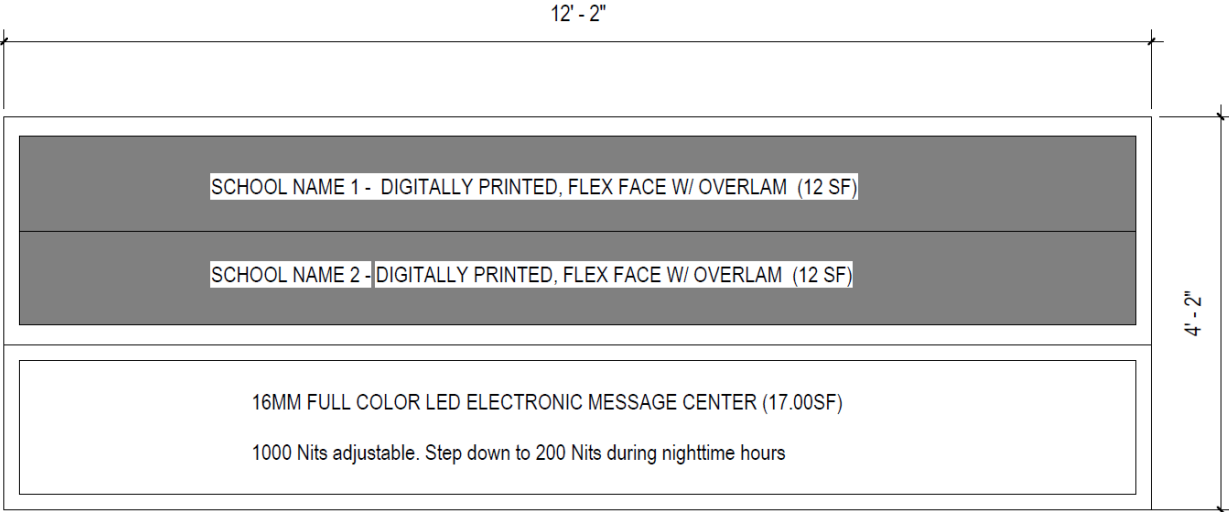 12' - 2"
SCHOOL NAME 1 - DIGITALLY PRINTED, FLEX FACE W/ OVERLAM (12 SF)
SCHOOL NAME 2 - DIGITALLY PRINTED, FLEX FACE W/ OVERLAM (12 SF)
4' - 2"
16MM FULL COLOR LED ELECTRONIC MESSAGE CENTER (17.00SF)
1000 Nits adjustable. Step down to 200 Nits during nighttime hours